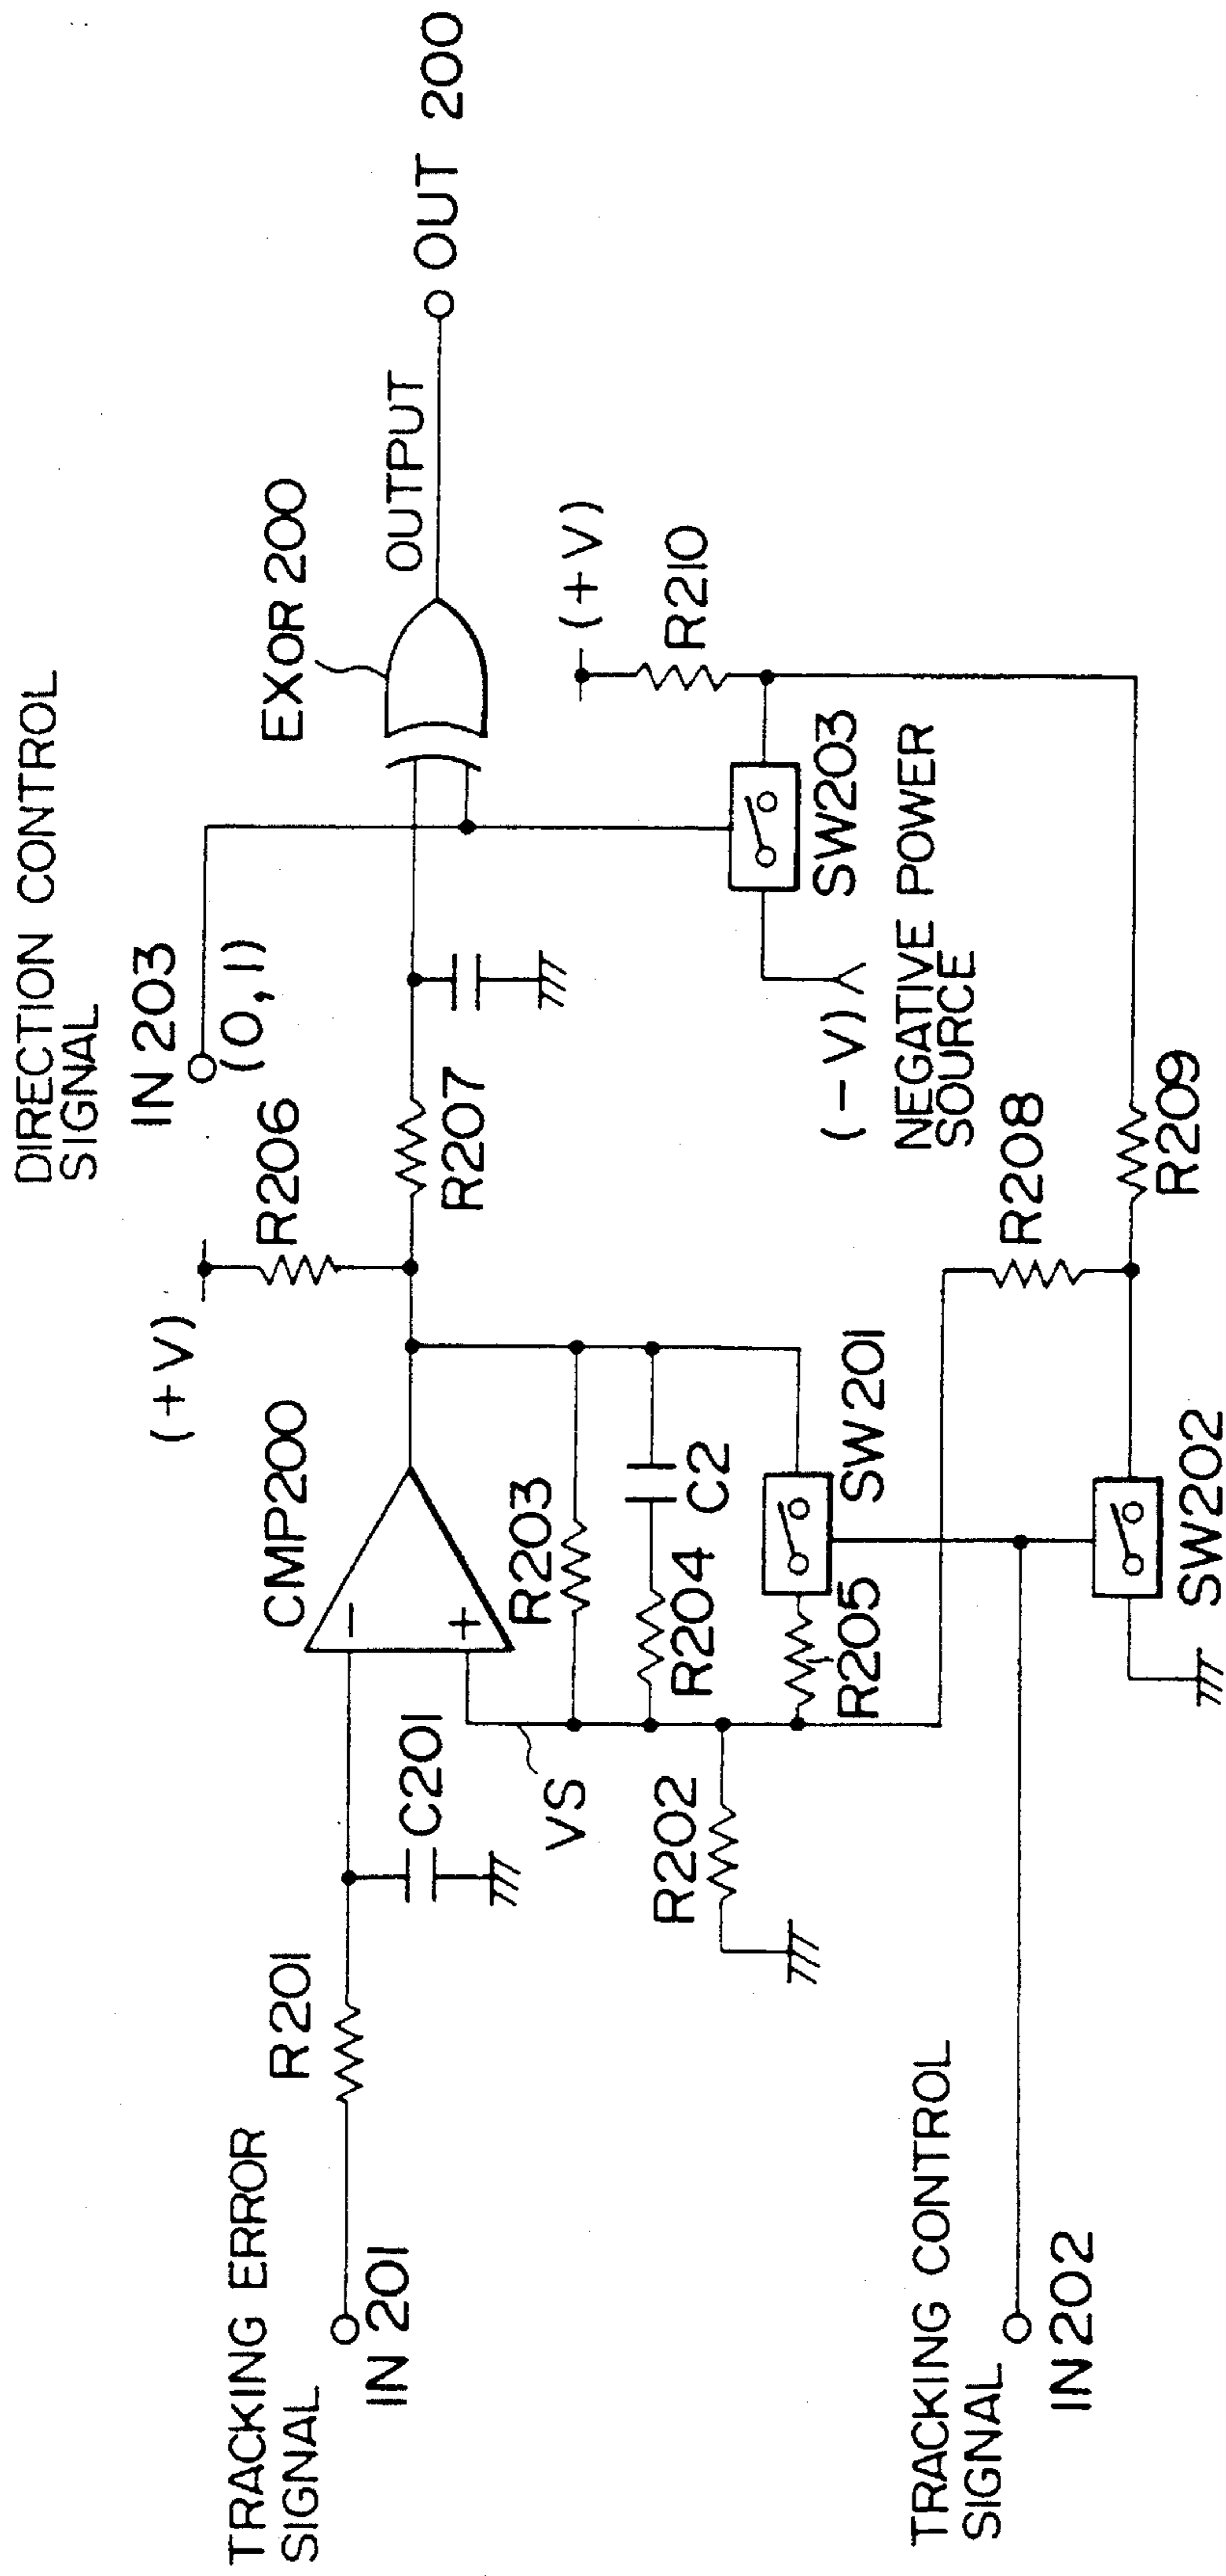 DIRECTION CONTROL
SIGNAL
IN 203
(0, 1)
EXOR 200
OUTPUT
OUT 200
(+V)
R206
R207
(+V)
R210
CMP200
−
+
TRACKING ERROR
SIGNAL
IN 201
R201
C201
VS
R203
R204
C2
R202
R205
SW201
SW203
(−V)
NEGATIVE POWER
SOURCE
R208
R209
TRACKING CONTROL
SIGNAL
IN 202
SW202